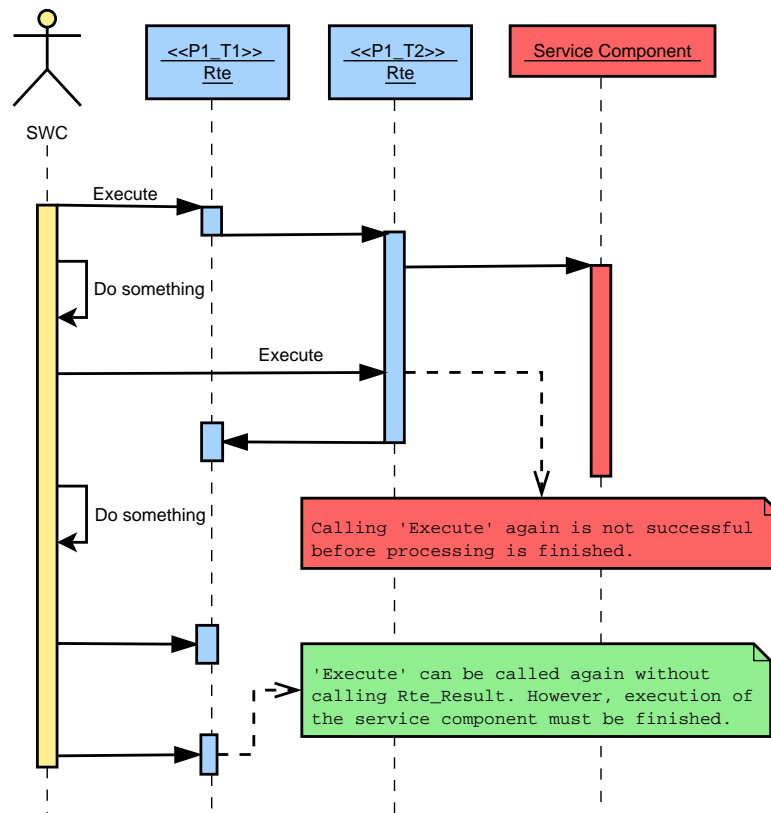 <<P1_T1>>
Rte
<<P1_T2>>
Rte
Service Component
SWC
Execute
Do something
Execute
Do something
Calling 'Execute' again is not successful
before processing is finished.
'Execute' can be called again without
calling Rte_Result. However, execution of
the service component must be finished.